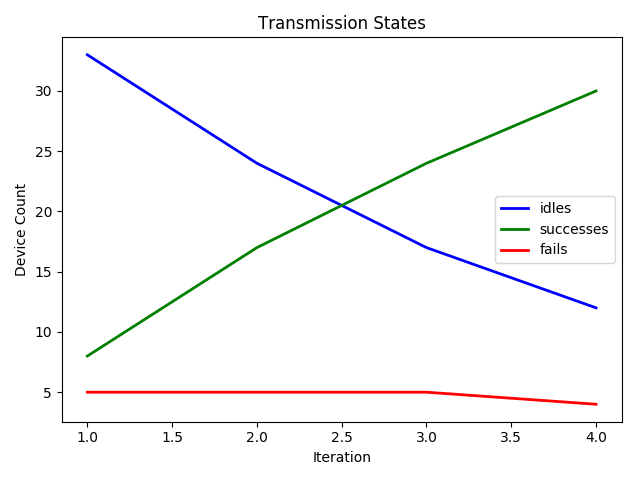 Transmission States
Device Count
30
25
20
15
10
5
idles
successes
fails
1.0 1.5 2.0 2.5 3.0 3.5 4.0
Iteration